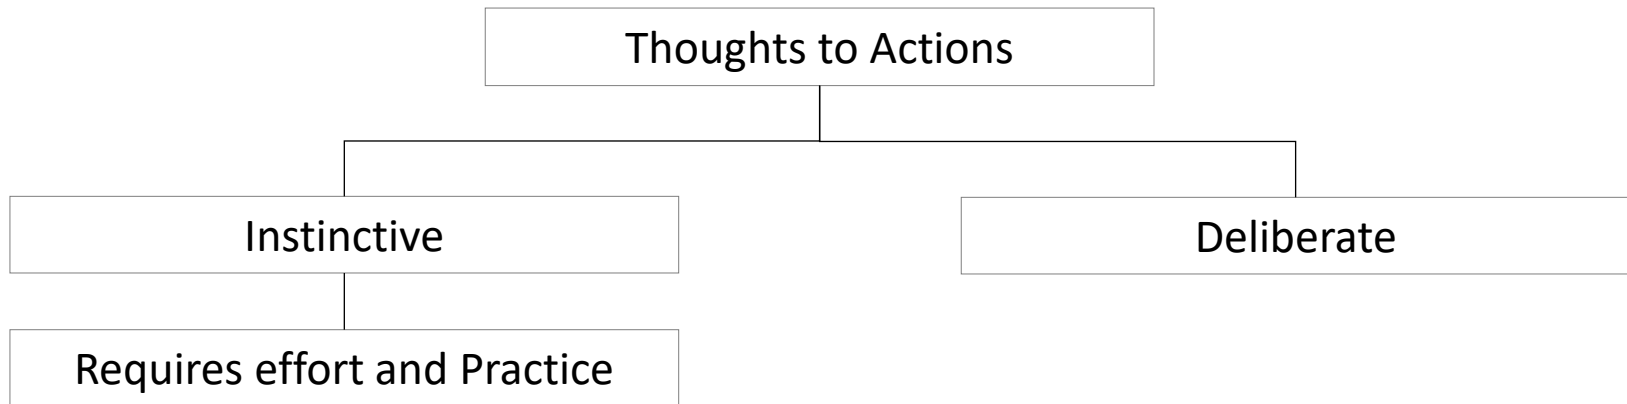 Thoughts to Actions
Instinctive
Deliberate
Requires effort and Practice